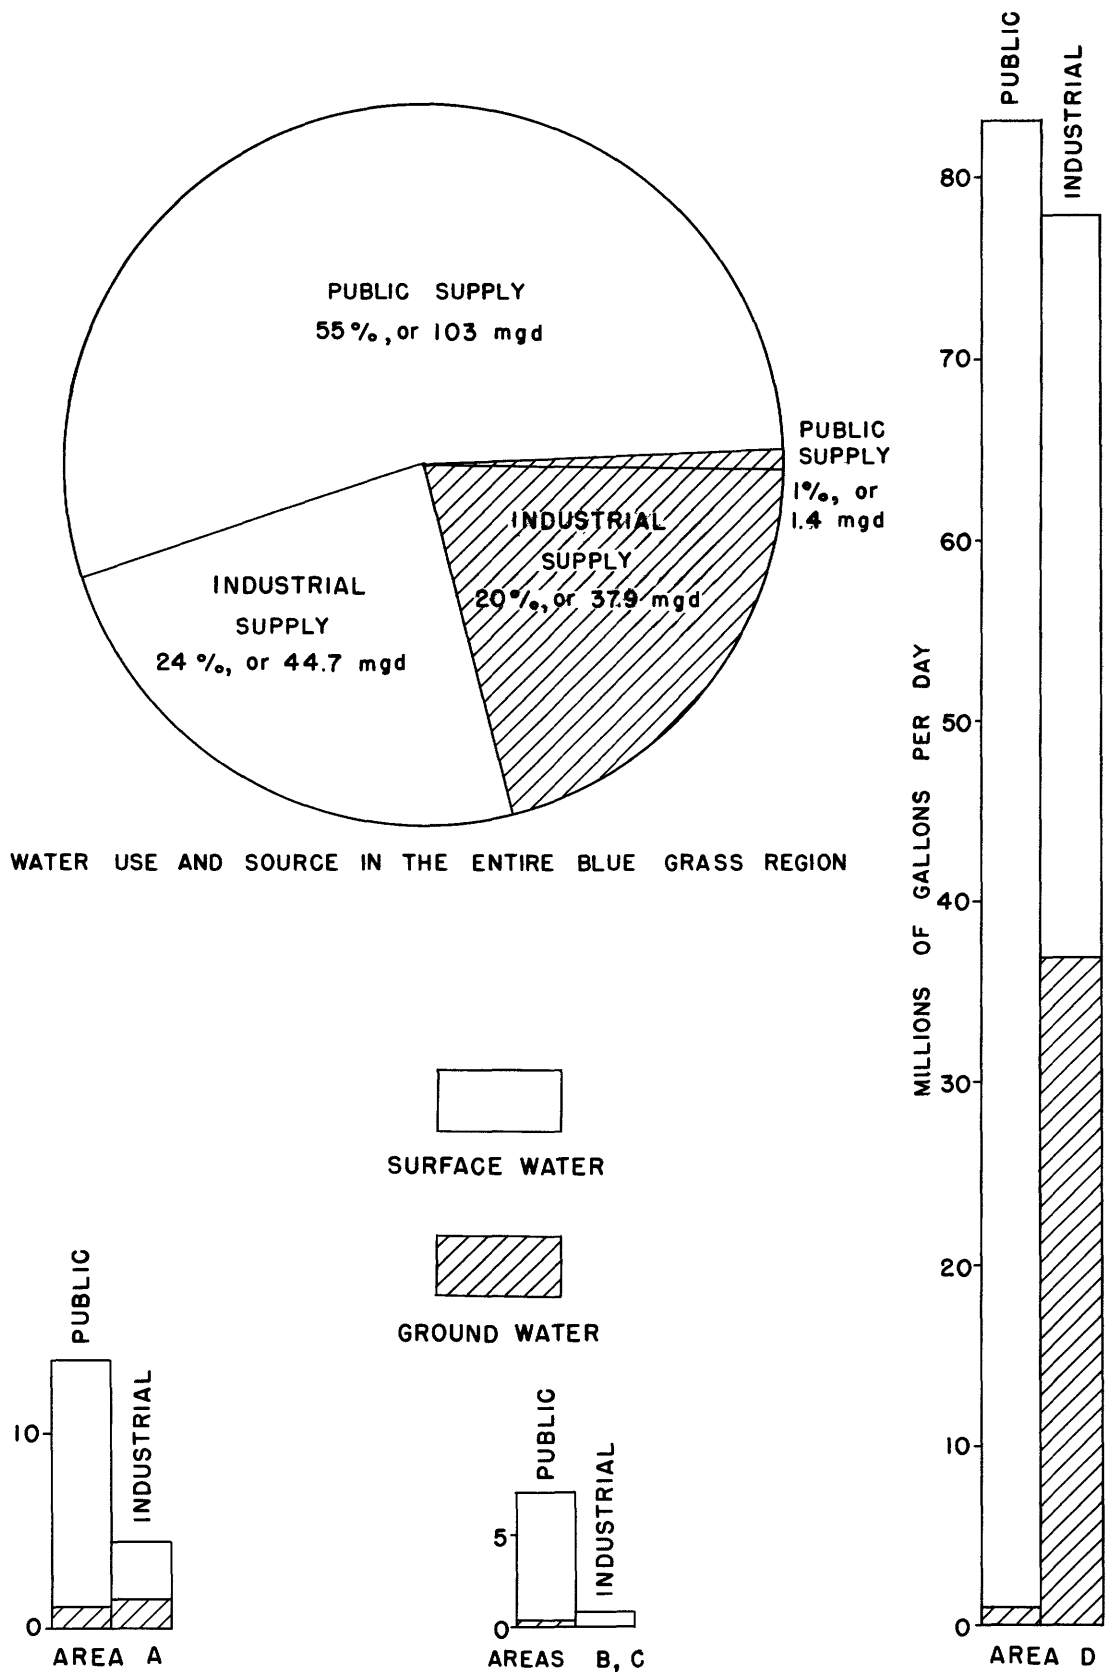 PUBLIC SUPPLY
55%, or 103 mgd
PUBLIC
SUPPLY
1%, or
1.4 mgd
INDUSTRIAL
SUPPLY
20%, or 37.9 mgd
INDUSTRIAL
SUPPLY
24%, or 44.7 mgd
WATER USE AND SOURCE IN THE ENTIRE BLUE GRASS REGION
SURFACE WATER
GROUND WATER
PUBLIC
INDUSTRIAL
10
0
AREA A
PUBLIC
INDUSTRIAL
5
0
AREAS B, C
PUBLIC
INDUSTRIAL
MILLIONS OF GALLONS PER DAY
80
70
60
50
40
30
20
10
0
AREA D